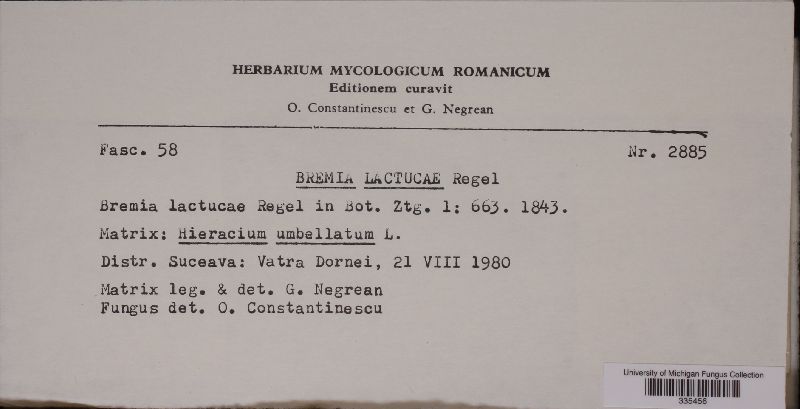 HERBARIUM MYCOLOGICUM ROMANICUM
Editionem curavit
O. Constantinescu et G. Negrean
Fasc. 58 Nr. 2885
BREMIA LACTUCAE Regel
Bremia lactucae Regel in Bot. Ztg. 1: 663. 1843.
Matrix: Hieracium umbellatum L.
Distr. Suceava: Vatra Dornei, 21 VIII 1980
Matrix leg. & det. G. Negrean
Fungus det. O. Constantinescu
University of Michigan Fungus Collection
335456